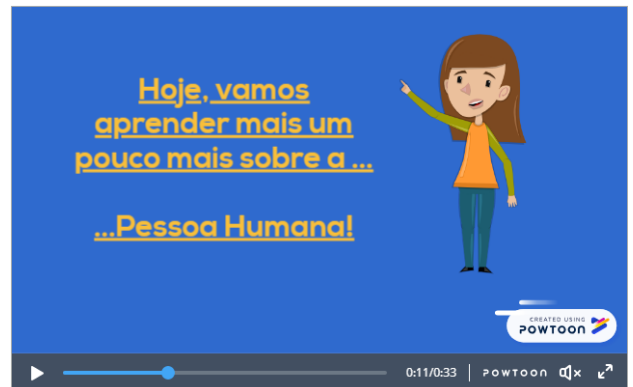 Hoje, vamos
aprender mais um
pouco mais sobre a ...
...Pessoa Humana!
CREATED USING
POWTOON
0:11/0:33 POWTOON